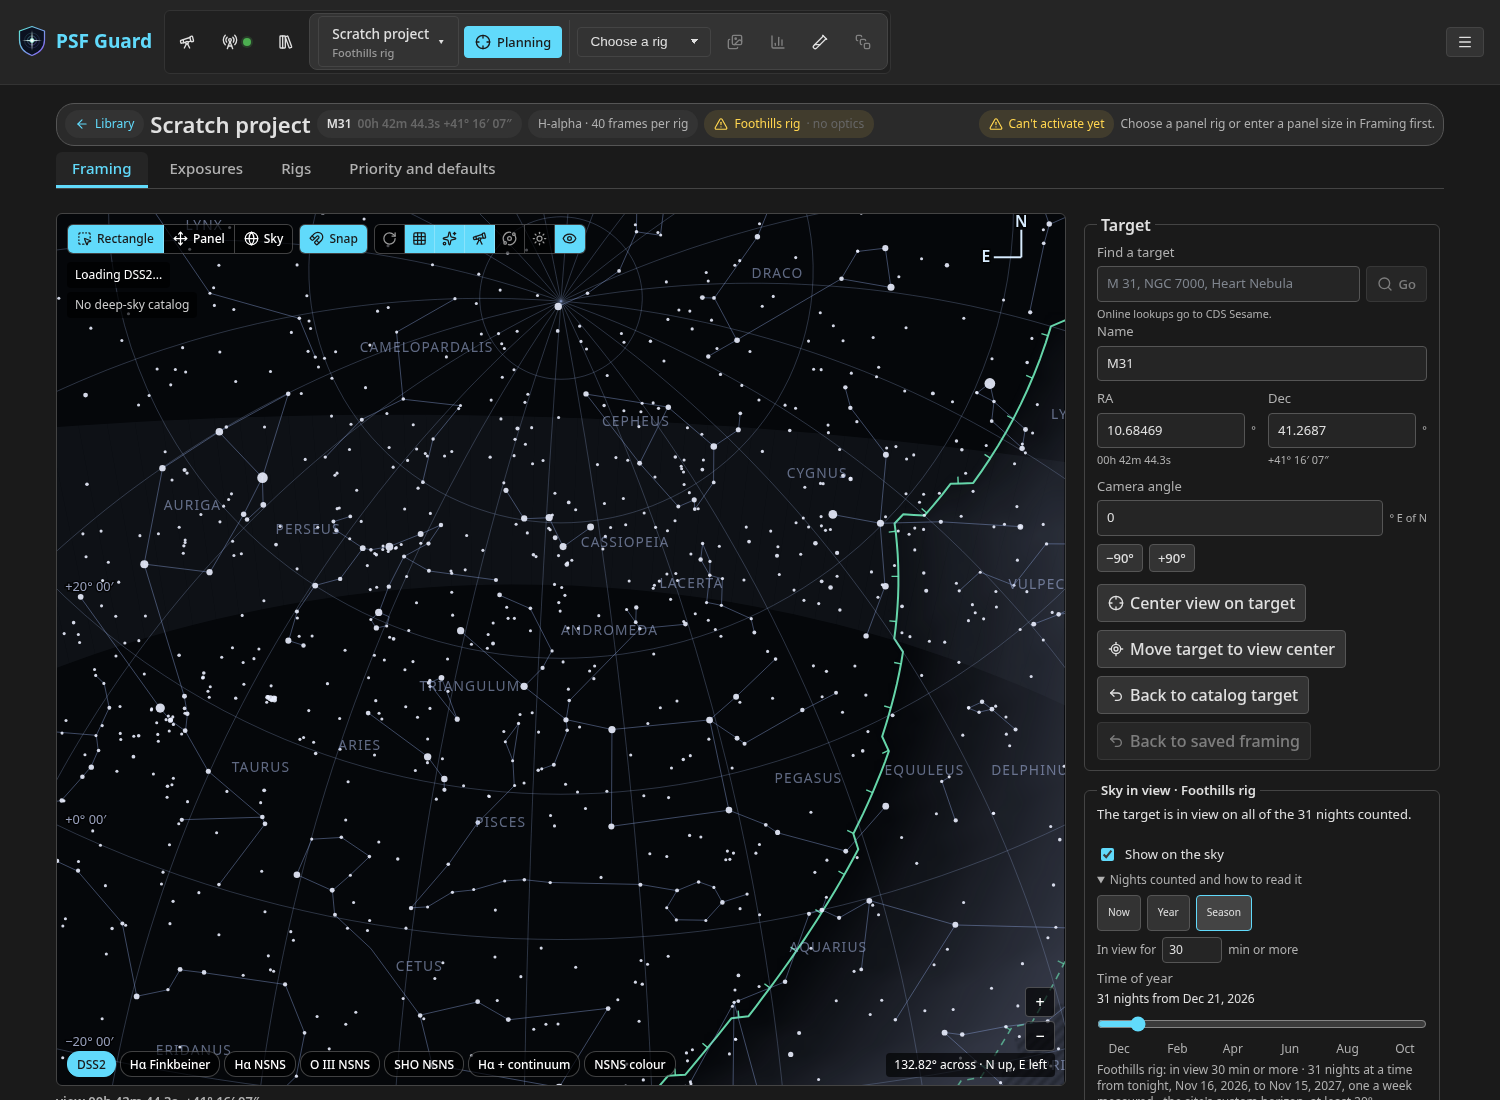 PSF Guard
Scratch project
Foothills rig
Planning
Choose a rig
Library
Scratch project
M31 00h 42m 44.3s +41° 16′ 07″
H-alpha · 40 frames per rig
Foothills rig · no optics
Can't activate yet
Choose a panel rig or enter a panel size in Framing first.
Framing
Exposures
Rigs
Priority and defaults
LYNX
Rectangle
Panel
Sky
Snap
N
E
Loading DSS2...
No deep-sky catalog
DRACO
CAMELOPARDALIS
CEPHEUS
LY
CYGNUS
AURIGA
PERSEUS
CASSIOPEIA
LACERTA
VULPEC
+20° 00′
ANDROMEDA
TRIANGULUM
ARIES
TAURUS
PEGASUS
EQUULEUS
DELPHINU
+0° 00′
PISCES
AQUARIUS
CETUS
−20° 00′
ERIDANUS
+
−
DSS2
Hα Finkbeiner
Hα NSNS
O III NSNS
SHO NSNS
Hα + continuum
NSNS colour
132.82° across · N up, E left
Target
Find a target
M 31, NGC 7000, Heart Nebula
Go
Online lookups go to CDS Sesame.
Name
M31
RA
Dec
10.68469 °
41.2687 °
00h 42m 44.3s
+41° 16′ 07″
Camera angle
0
° E of N
−90°
+90°
Center view on target
Move target to view center
Back to catalog target
Back to saved framing
Sky in view · Foothills rig
The target is in view on all of the 31 nights counted.
Show on the sky
Nights counted and how to read it
Now
Year
Season
In view for 30 min or more
Time of year
31 nights from Dec 21, 2026
Dec
Feb
Apr
Jun
Aug
Oct
Foothills rig: in view 30 min or more · 31 nights at a time
from tonight, Nov 16, 2026, to Nov 15, 2027, one a week